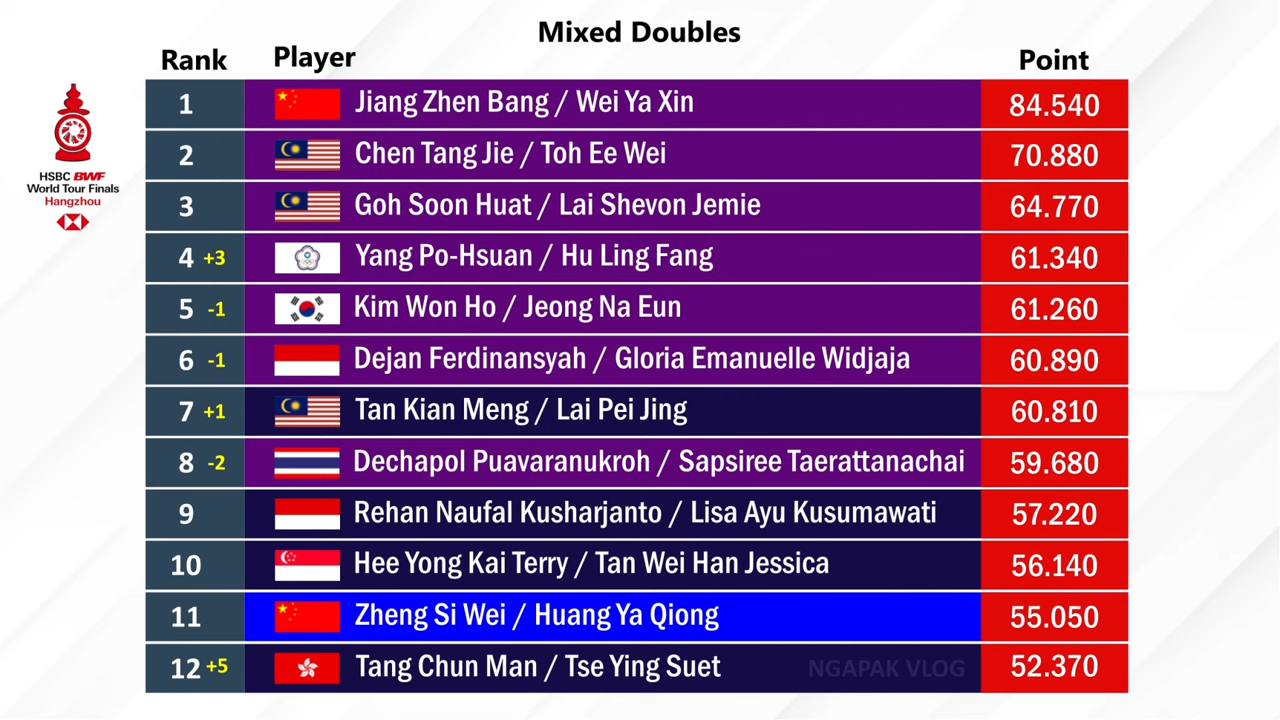 Mixed Doubles
Rank Player Point
HSBC BWF
World Tour Finals
Hangzhou
1 Jiang Zhen Bang / Wei Ya Xin 84.540
2 Chen Tang Jie / Toh Ee Wei 70.880
3 Goh Soon Huat / Lai Shevon Jemie 64.770
4 +3 Yang Po-Hsuan / Hu Ling Fang 61.340
5 -1 Kim Won Ho / Jeong Na Eun 61.260
6 -1 Dejan Ferdinansyah / Gloria Emanuelle Widjaja 60.890
7 +1 Tan Kian Meng / Lai Pei Jing 60.810
8 -2 Dechapol Puavaranukroh / Sapsiree Taerattanachai 59.680
9 Rehan Naufal Kusharjanto / Lisa Ayu Kusumawati 57.220
10 Hee Yong Kai Terry / Tan Wei Han Jessica 56.140
11 Zheng Si Wei / Huang Ya Qiong 55.050
12 +5 Tang Chun Man / Tse Ying Suet NGAPAK VLOG 52.370